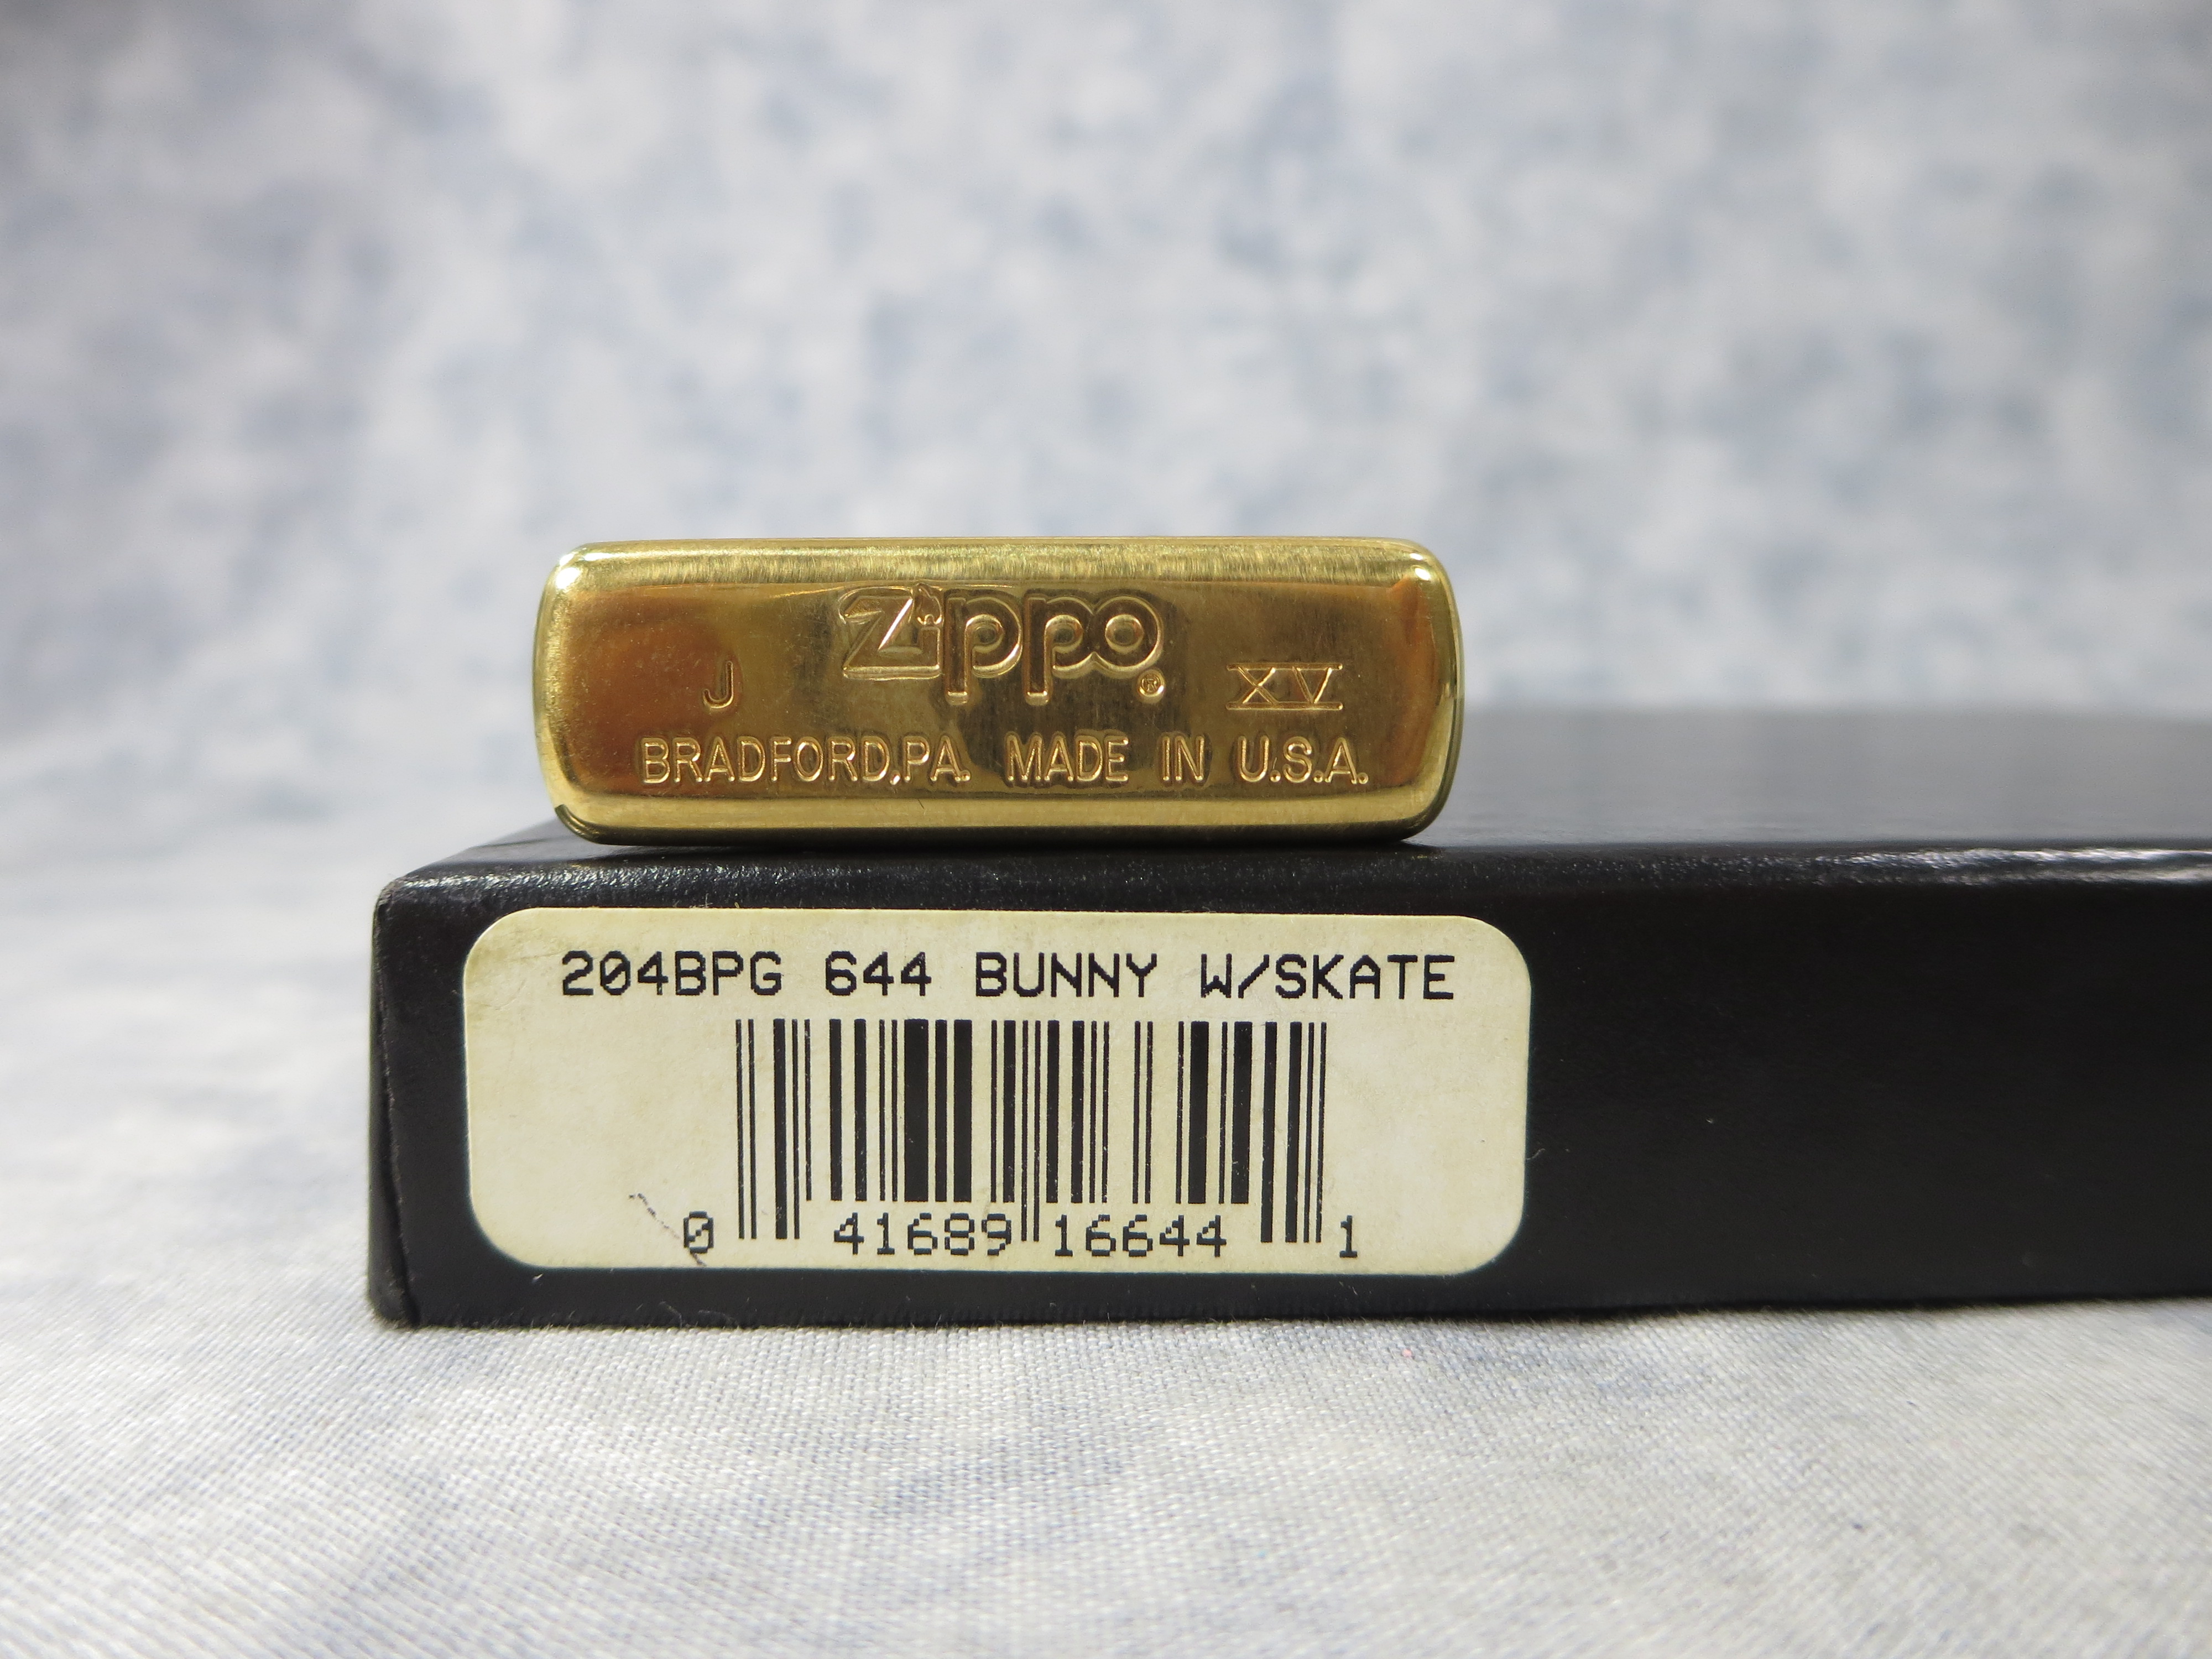 Zippo®
J XV
BRADFORD,PA. MADE IN U.S.A.
204BPG 644 BUNNY W/SKATE
0 41689 16644 1